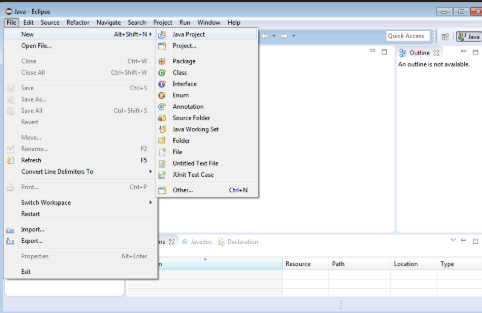 Java - Eclipse
File Edit Source Refactor Navigate Search Project Run Window Help
New Alt+Shift+N
Open File...
Close Ctrl+W
Close All Ctrl+Shift+W
Save Ctrl+S
Save As...
Save All Ctrl+Shift+S
Revert
Move...
Rename... F2
Refresh F5
Convert Line Delimiters To
Print... Ctrl+P
Switch Workspace
Restart
Import...
Export...
Properties Alt+Enter
Exit
Java Project
Project...
Package
Class
Interface
Enum
Annotation
Source Folder
Java Working Set
Folder
File
Untitled Text File
JUnit Test Case
Other... Ctrl+N
Quick Access
Java
Outline
An outline is not available.
Javadoc Declaration
Resource Path Location Type